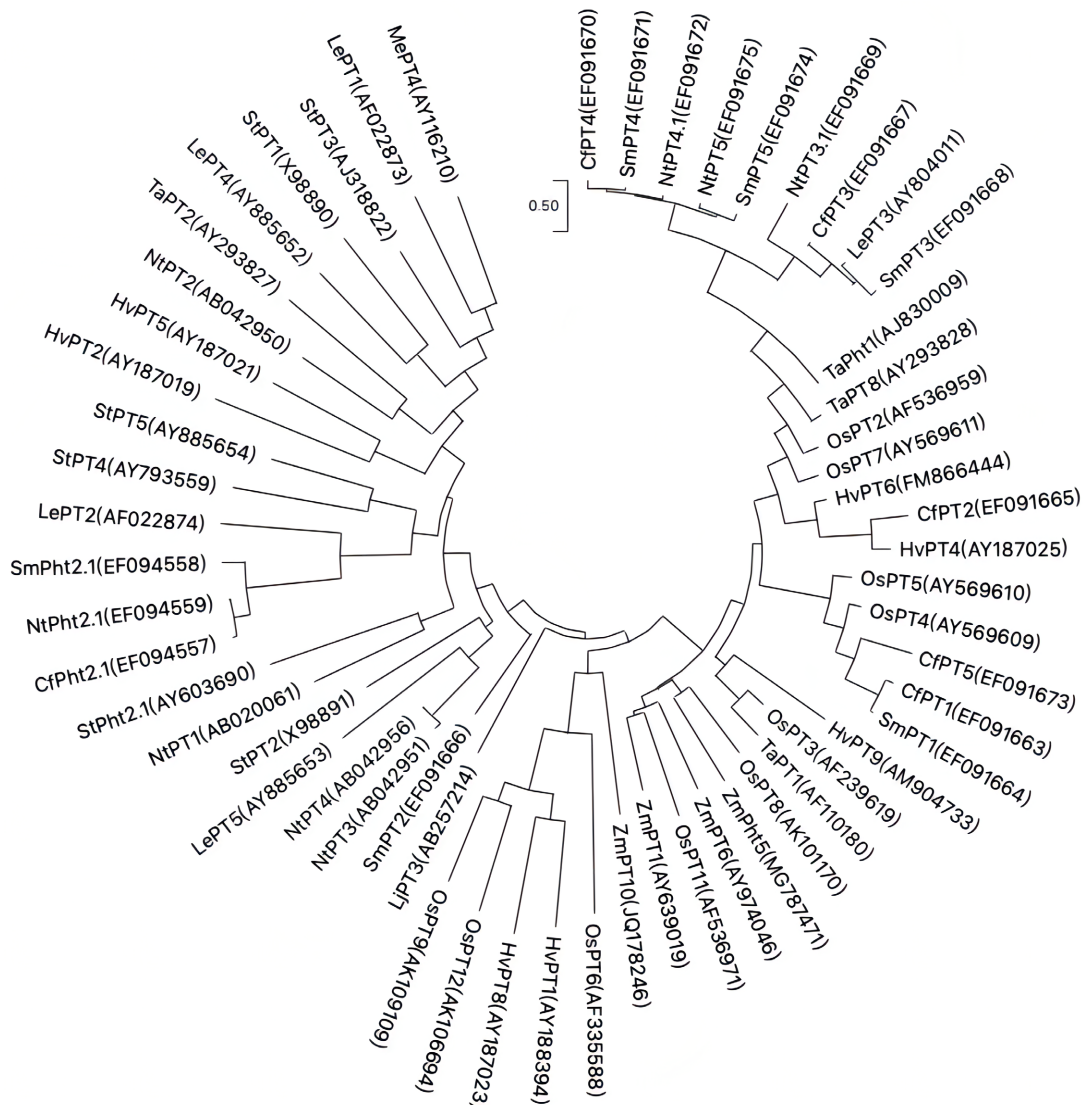 CfPT4(EF091670)
SmPT4(EF091671)
NtPT4.1(EF091672)
NtPT5(EF091675)
SmPT5(EF091674)
NtPT3.1(EF091669)
CfPT3(EF091667)
LePT3(AY804011)
SmPT3(EF091668)
TaPht1(AJ830009)
TaPT8(AY293828)
OsPT2(AF536959)
OsPT7(AY569611)
HvPT6(FM866444)
CfPT2(EF091665)
HvPT4(AY187025)
OsPT5(AY569610)
OsPT4(AY569609)
CfPT5(EF091673)
CfPT1(EF091663)
SmPT1(EF091664)
HvPT9(AM904733)
OsPT3(AF239619)
TaPT1(AF110180)
OsPT8(AK101170)
ZmPht5(MG787471)
ZmPT6(AY974046)
OsPT11(AF536971)
ZmPT1(AY639019)
ZmPT10(JQ178246)
OsPT6(AF335588)
HvPT1(AY188394)
HvPT8(AY187023)
OsPT12(AK106694)
OsPT9(AK109109)
LjPT3(AB257214)
SmPT2(EF091666)
NtPT3(AB042951)
NtPT4(AB042956)
LePT5(AY885653)
StPT2(X98891)
NtPT1(AB020061)
StPht2.1(AY603690)
CfPht2.1(EF094557)
NtPht2.1(EF094559)
SmPht2.1(EF094558)
LePT2(AF022874)
StPT4(AY793559)
StPT5(AY885654)
HvPT2(AY187019)
HvPT5(AY187021)
NtPT2(AB042950)
TaPT2(AY293827)
LePT4(AY885652)
StPT1(X98890)
StPT3(AJ318822)
LePT1(AF022873)
MePT4(AY116210)
0.50